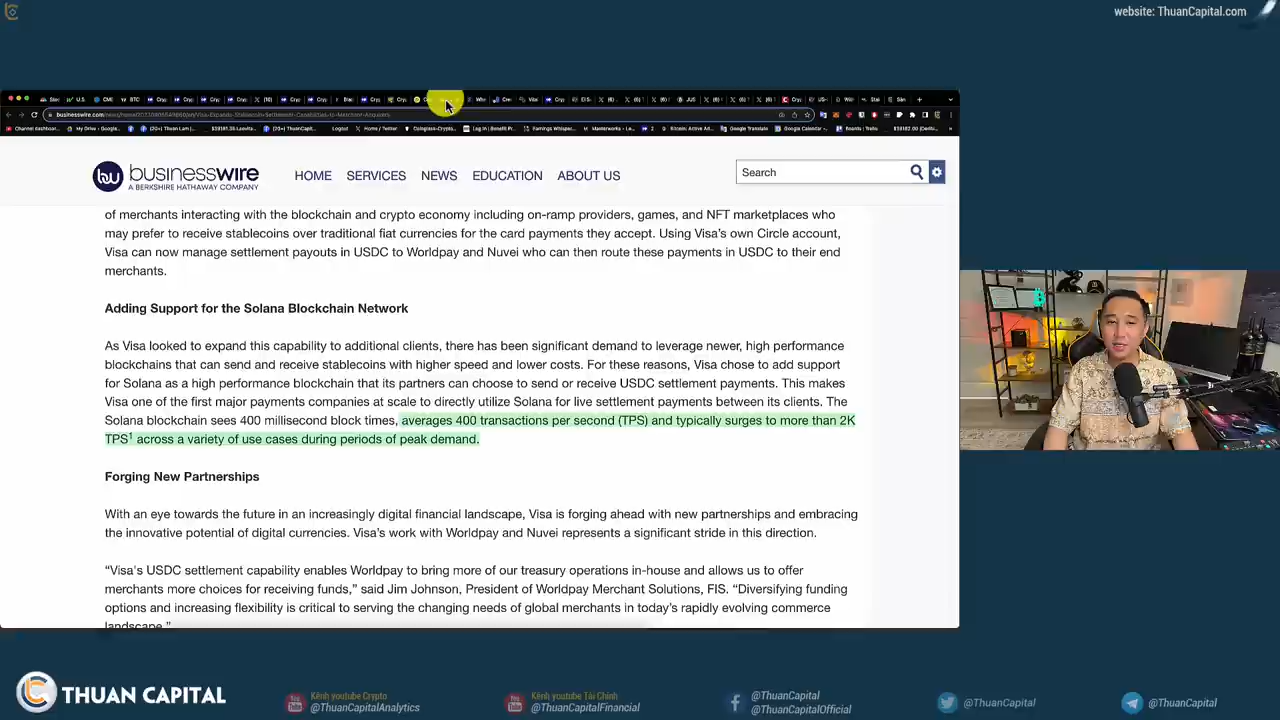 website: ThuanCapital.com
businesswire
A BERKSHIRE HATHAWAY COMPANY
HOME
SERVICES
NEWS
EDUCATION
ABOUT US
Search
of merchants interacting with the blockchain and crypto economy including on-ramp providers, games, and NFT marketplaces who
may prefer to receive stablecoins over traditional fiat currencies for the card payments they accept. Using Visa's own Circle account,
Visa can now manage settlement payouts in USDC to Worldpay and Nuvei who can then route these payments in USDC to their end
merchants.
Adding Support for the Solana Blockchain Network
As Visa looked to expand this capability to additional clients, there has been significant demand to leverage newer, high performance
blockchains that can send and receive stablecoins with higher speed and lower costs. For these reasons, Visa chose to add support
for Solana as a high performance blockchain that its partners can choose to send or receive USDC settlement payments. This makes
Visa one of the first major payments companies at scale to directly utilize Solana for live settlement payments between its clients. The
Solana blockchain sees 400 millisecond block times, averages 400 transactions per second (TPS) and typically surges to more than 2K
TPS¹ across a variety of use cases during periods of peak demand.
Forging New Partnerships
With an eye towards the future in an increasingly digital financial landscape, Visa is forging ahead with new partnerships and embracing
the innovative potential of digital currencies. Visa's work with Worldpay and Nuvei represents a significant stride in this direction.
“Visa's USDC settlement capability enables Worldpay to bring more of our treasury operations in-house and allows us to offer
merchants more choices for receiving funds,” said Jim Johnson, President of Worldpay Merchant Solutions, FIS. “Diversifying funding
options and increasing flexibility is critical to serving the changing needs of global merchants in today's rapidly evolving commerce
landscape.”
THUAN CAPITAL
Kênh youtube Crypto
@ThuanCapitalAnalytics
Kênh youtube Tài Chính
@ThuanCapitalFinancial
@ThuanCapital
@ThuanCapitalOfficial
@ThuanCapital
@ThuanCapital